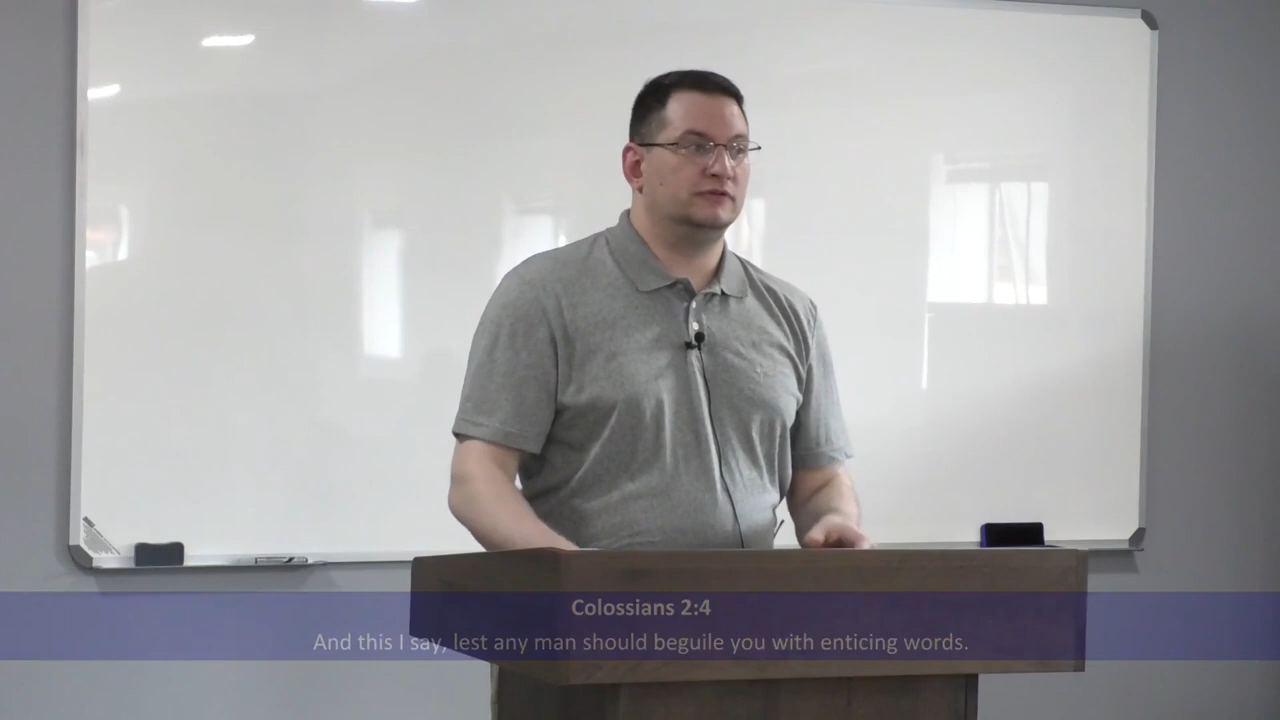 Colossians 2:4
And this I say, lest any man should beguile you with enticing words.